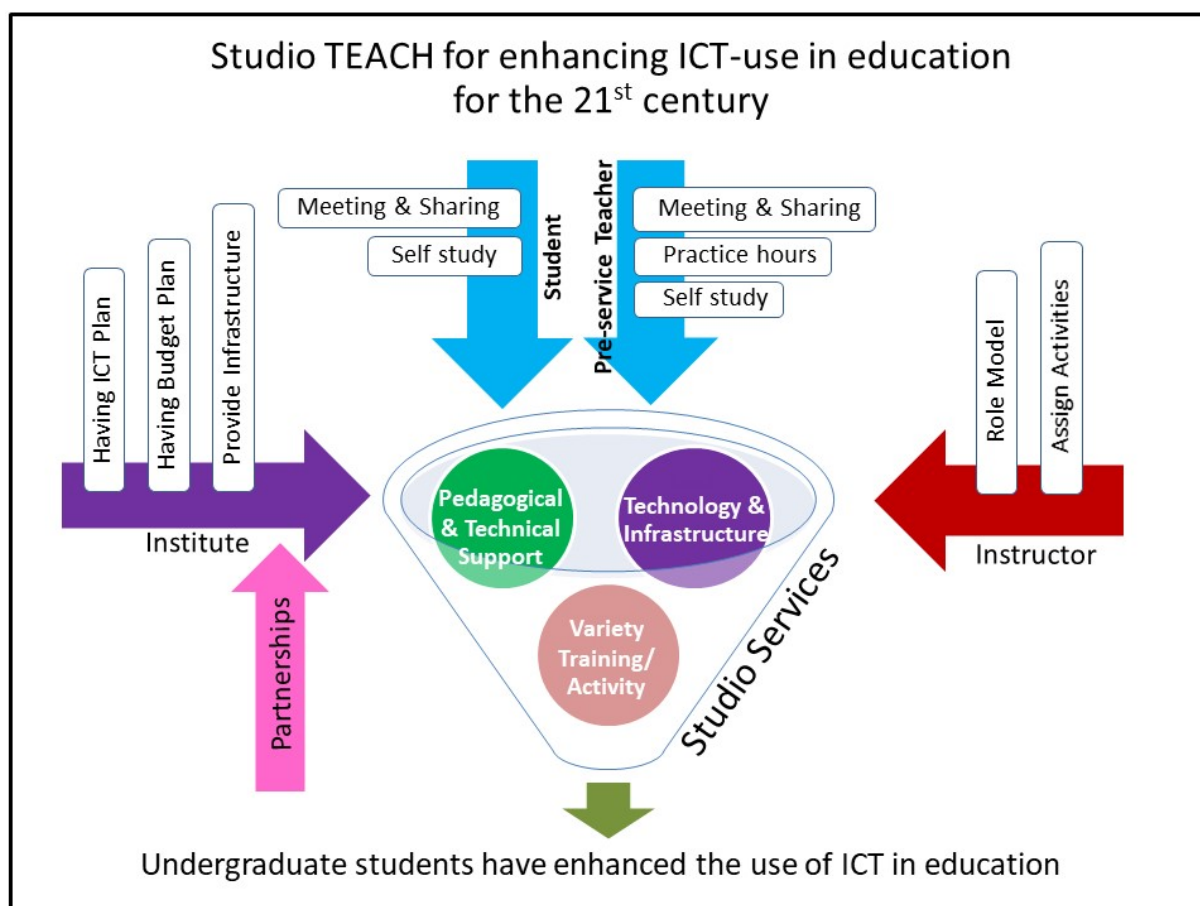 Studio TEACH for enhancing ICT-use in education
for the 21st century
Having ICT Plan
Having Budget Plan
Provide Infrastructure
Institute
Partnerships
Meeting & Sharing
Self study
Student
Pre-service Teacher
Meeting & Sharing
Practice hours
Self study
Role Model
Assign Activities
Instructor
Pedagogical
& Technical
Support
Technology &
Infrastructure
Variety
Training/
Activity
Studio Services
Undergraduate students have enhanced the use of ICT in education